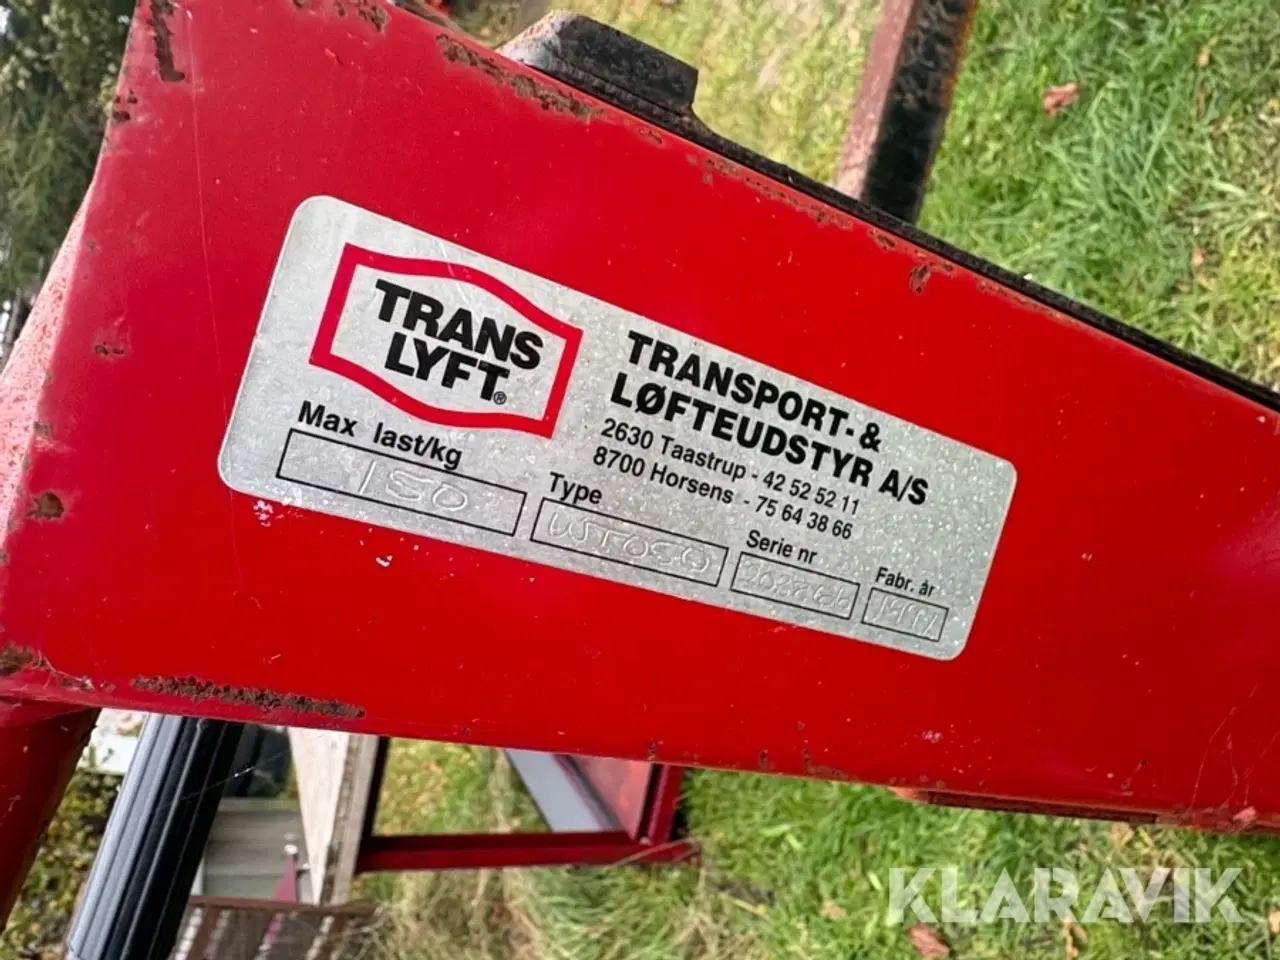 TRANS
LYFT®
TRANSPORT- &
LØFTEUDSTYR A/S
2630 Taastrup - 42 52 52 11
8700 Horsens - 75 64 38 66
Max last/kg
150
Type
Serie nr
Fabr. år
KLARAVIK